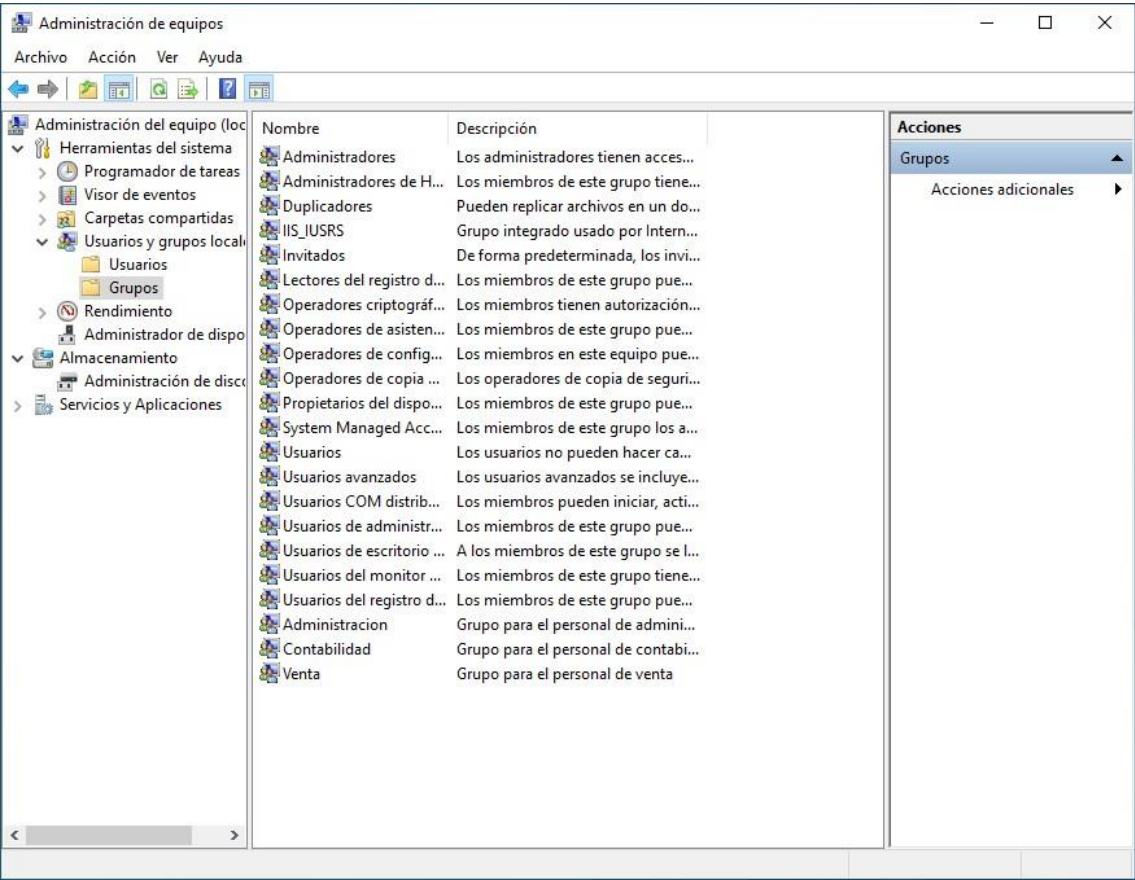 Administración de equipos
Archivo Acción Ver Ayuda
Administración del equipo (loc
Herramientas del sistema
Programador de tareas
Visor de eventos
Carpetas compartidas
Usuarios y grupos locale
Usuarios
Grupos
Rendimiento
Administrador de dispo
Almacenamiento
Administración de disco
Servicios y Aplicaciones
Nombre Descripción
Administradores Los administradores tienen acces...
Administradores de H... Los miembros de este grupo tiene...
Duplicadores Pueden replicar archivos en un do...
IIS_IUSRS Grupo integrado usado por Intern...
Invitados De forma predeterminada, los invi...
Lectores del registro d... Los miembros de este grupo pue...
Operadores criptográf... Los miembros tienen autorización...
Operadores de asisten... Los miembros de este grupo pue...
Operadores de config... Los miembros en este equipo pue...
Operadores de copia ... Los operadores de copia de seguri...
Propietarios del dispo... Los miembros de este grupo pue...
System Managed Acc... Los miembros de este grupo los a...
Usuarios Los usuarios no pueden hacer ca...
Usuarios avanzados Los usuarios avanzados se incluye...
Usuarios COM distrib... Los miembros pueden iniciar, acti...
Usuarios de administr... Los miembros de este grupo pue...
Usuarios de escritorio ... A los miembros de este grupo se l...
Usuarios del monitor ... Los miembros de este grupo tiene...
Usuarios del registro d... Los miembros de este grupo pue...
Administracion Grupo para el personal de admini...
Contabilidad Grupo para el personal de contabi...
Venta Grupo para el personal de venta
Acciones
Grupos
Acciones adicionales